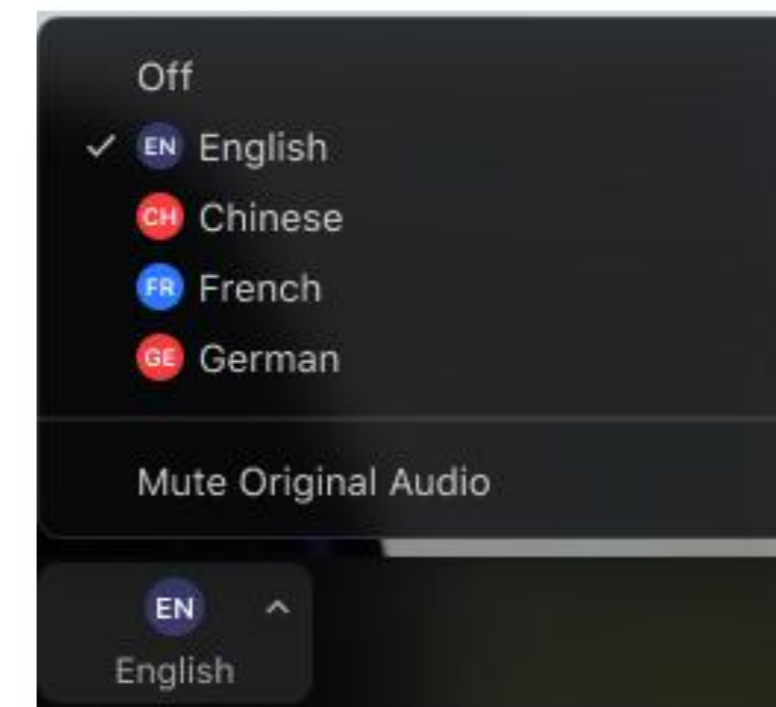 Off
EN English
CH Chinese
FR French
GE German
Mute Original Audio
EN
English